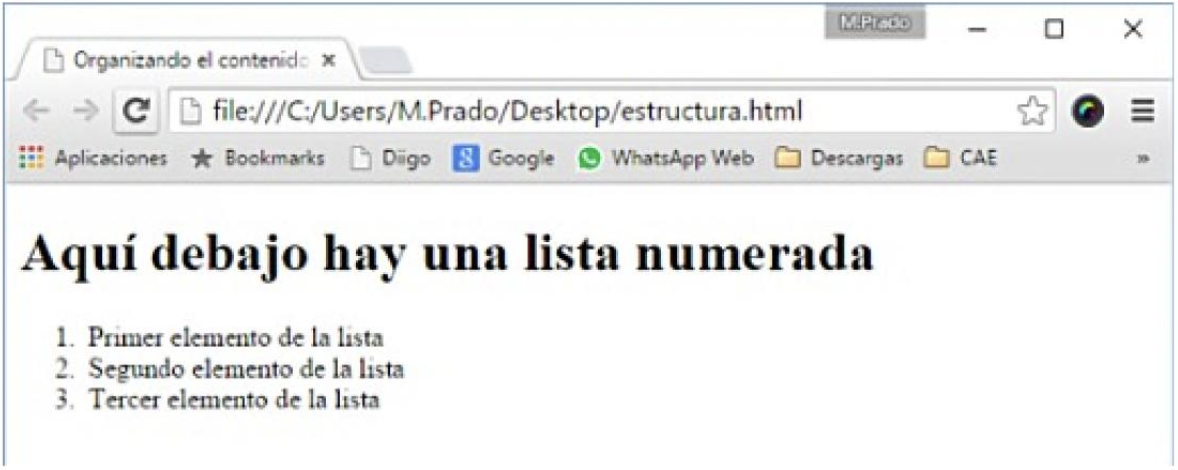 M.Prado
Organizando el contenido
file:///C:/Users/M.Prado/Desktop/estructura.html
Aplicaciones Bookmarks Diigo Google WhatsApp Web Descargas CAE »
Aquí debajo hay una lista numerada
1. Primer elemento de la lista
2. Segundo elemento de la lista
3. Tercer elemento de la lista